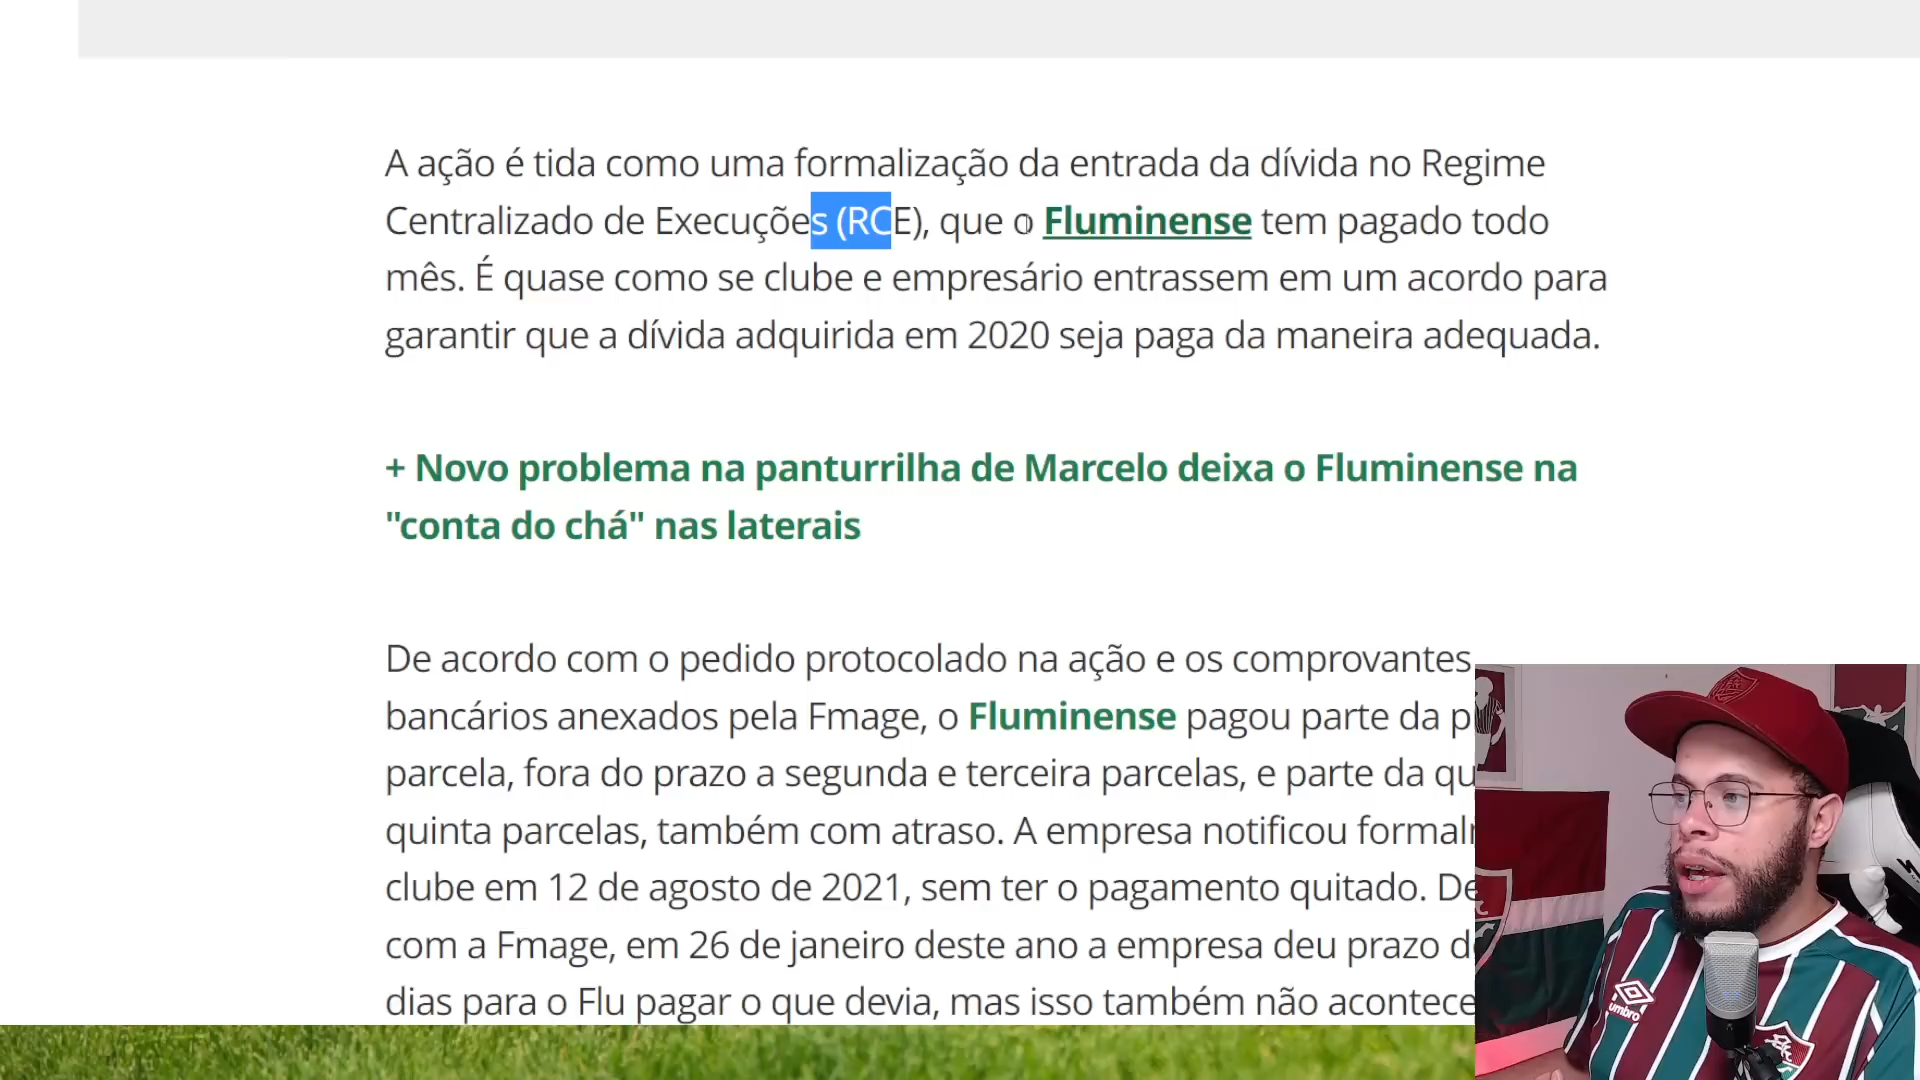 A ação é tida como uma formalização da entrada da dívida no Regime
Centralizado de Execuções (RCE), que o Fluminense tem pagado todo
mês. É quase como se clube e empresário entrassem em um acordo para
garantir que a dívida adquirida em 2020 seja paga da maneira adequada.
+ Novo problema na panturrilha de Marcelo deixa o Fluminense na
"conta do chá" nas laterais
De acordo com o pedido protocolado na ação e os comprovantes
bancários anexados pela Fmage, o Fluminense pagou parte da p
parcela, fora do prazo a segunda e terceira parcelas, e parte da qu
quinta parcelas, também com atraso. A empresa notificou formal
clube em 12 de agosto de 2021, sem ter o pagamento quitado. De
com a Fmage, em 26 de janeiro deste ano a empresa deu prazo d
dias para o Flu pagar o que devia, mas isso também não acontece
umbro